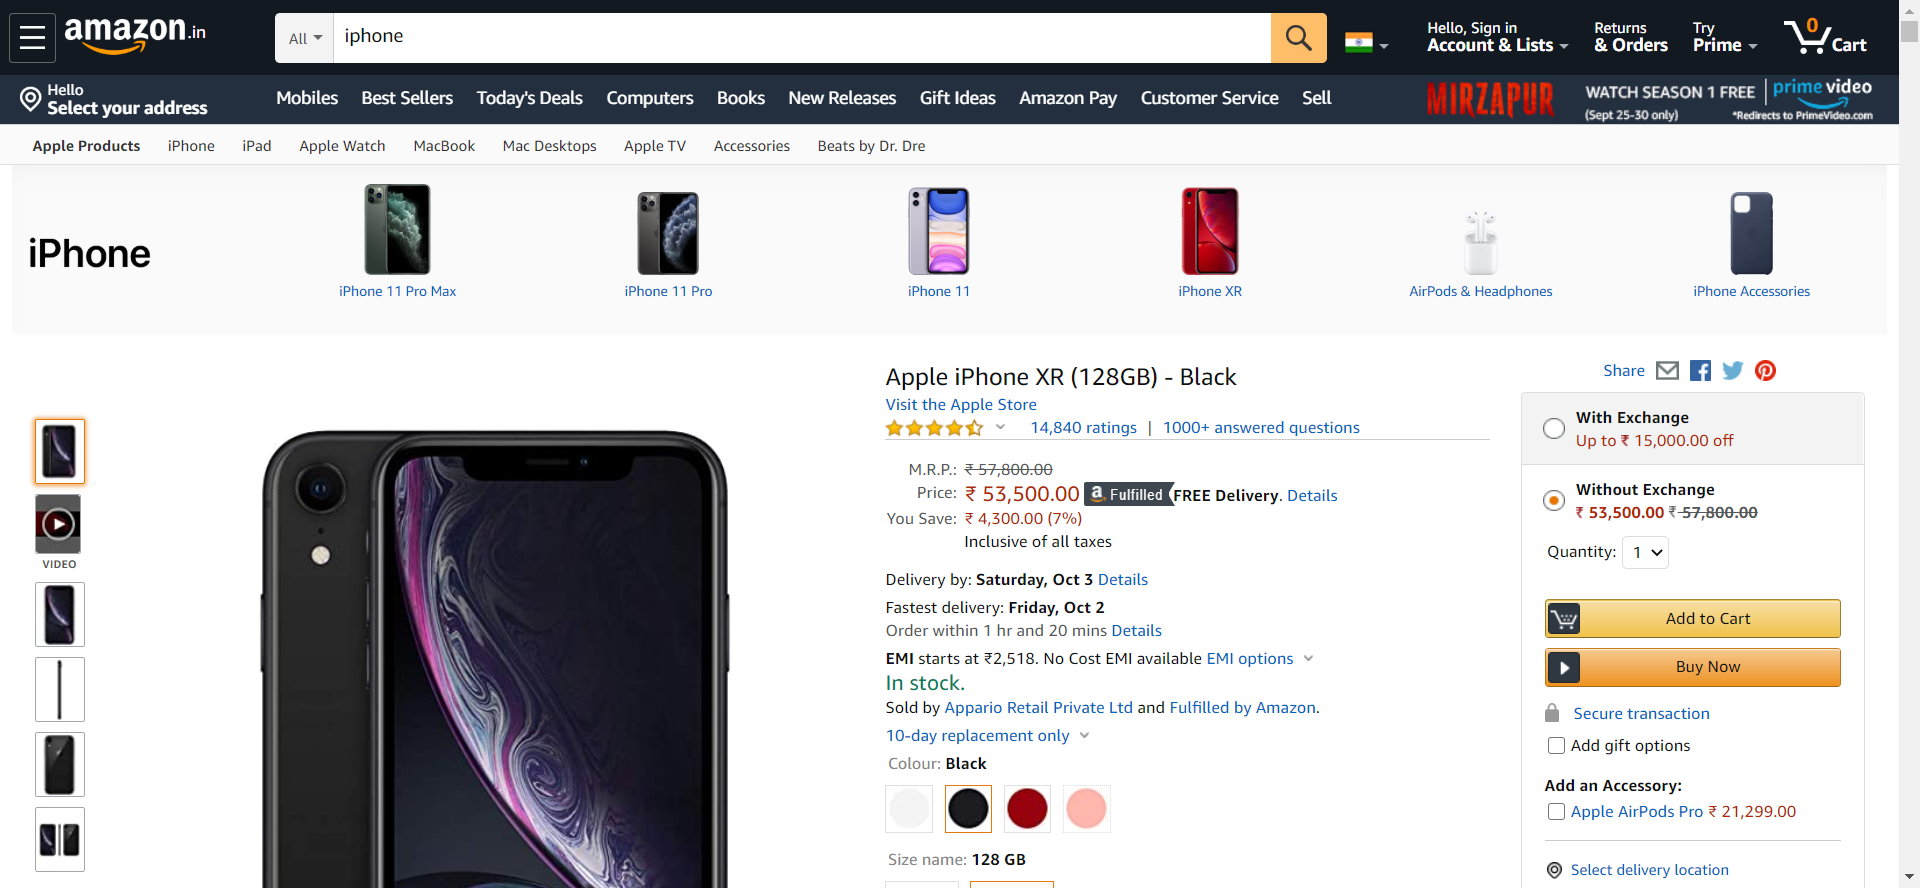 amazon.in
All
iphone
Hello, Sign in
Account & Lists
Returns
& Orders
Try
Prime
0
Cart
Hello
Select your address
Mobiles
Best Sellers
Today's Deals
Computers
Books
New Releases
Gift Ideas
Amazon Pay
Customer Service
Sell
MIRZAPUR
WATCH SEASON 1 FREE
(Sept 25-30 only)
prime video
*Redirects to PrimeVideo.com
Apple Products
iPhone
iPad
Apple Watch
MacBook
Mac Desktops
Apple TV
Accessories
Beats by Dr. Dre
iPhone
iPhone 11 Pro Max
iPhone 11 Pro
iPhone 11
iPhone XR
AirPods & Headphones
iPhone Accessories
VIDEO
Apple iPhone XR (128GB) - Black
Visit the Apple Store
14,840 ratings | 1000+ answered questions
M.R.P.: ₹ 57,800.00
Price: ₹ 53,500.00 a Fulfilled FREE Delivery. Details
You Save: ₹ 4,300.00 (7%)
Inclusive of all taxes
Delivery by: Saturday, Oct 3 Details
Fastest delivery: Friday, Oct 2
Order within 1 hr and 20 mins Details
EMI starts at ₹2,518. No Cost EMI available EMI options
In stock.
Sold by Appario Retail Private Ltd and Fulfilled by Amazon.
10-day replacement only
Colour: Black
Size name: 128 GB
Share
With Exchange
Up to ₹ 15,000.00 off
Without Exchange
₹ 53,500.00 ₹ 57,800.00
Quantity: 1
Add to Cart
Buy Now
Secure transaction
Add gift options
Add an Accessory:
Apple AirPods Pro ₹ 21,299.00
Select delivery location